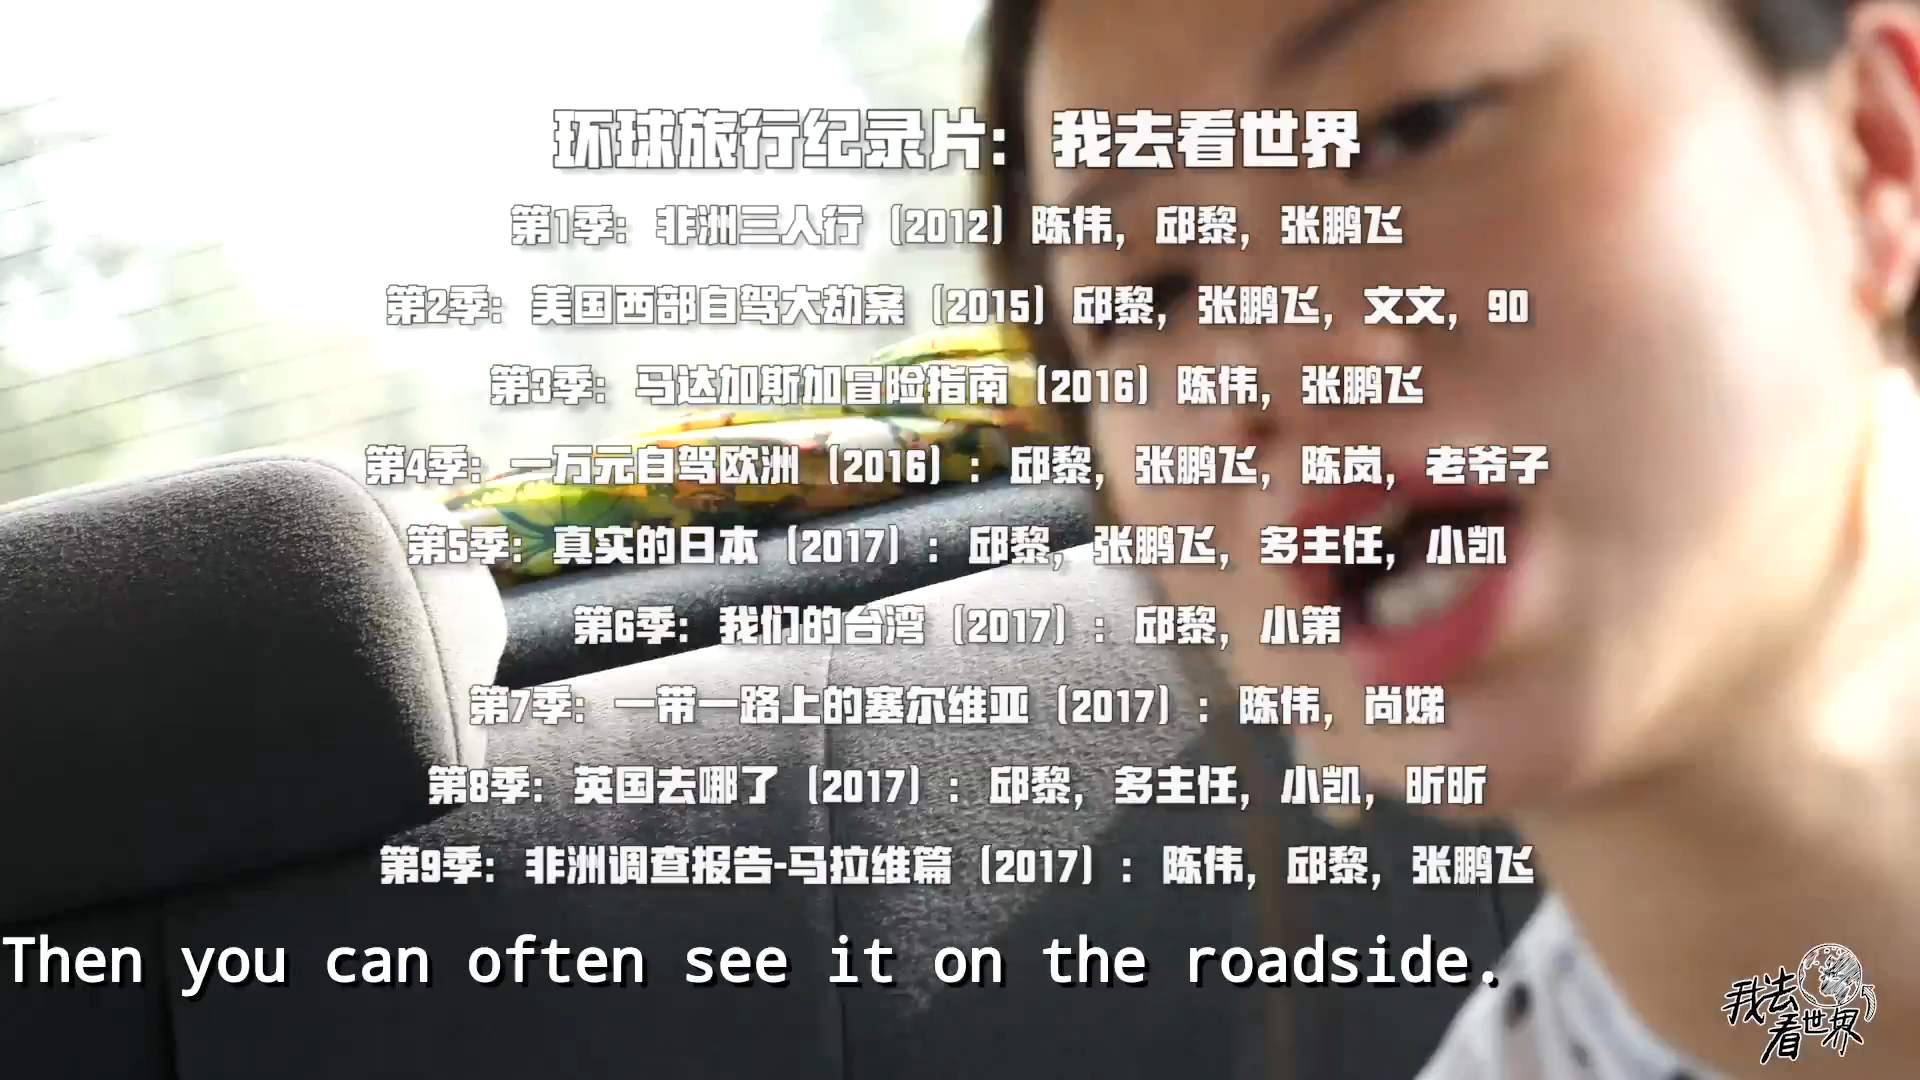 环球旅行纪录片：我去看世界
第1季：非洲三人行（2012）陈伟，邱黎，张鹏飞
第2季：美国西部自驾大劫案（2015）邱黎，张鹏飞，文文，90
第3季：马达加斯加冒险指南（2016）陈伟，张鹏飞
第4季：一万元自驾欧洲（2016）：邱黎，张鹏飞，陈岚，老爷子
第5季：真实的日本（2017）：邱黎，张鹏飞，多主任，小凯
第6季：我们的台湾（2017）：邱黎，小第
第7季：一带一路上的塞尔维亚（2017）：陈伟，尚娣
第8季：英国去哪了（2017）：邱黎，多主任，小凯，昕昕
第9季：非洲调查报告-马拉维篇（2017）：陈伟，邱黎，张鹏飞
Then you can often see it on the roadside.
我去
看世界